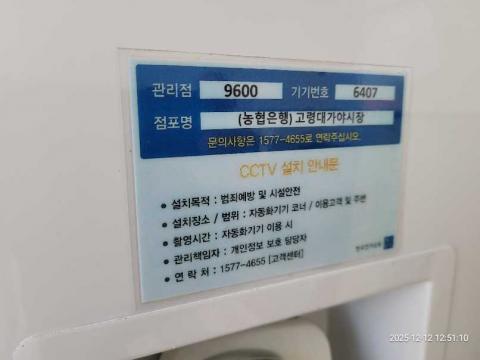 관리점 9600 기기번호 6407
점포명 (농협은행) 고령대가야시장
문의사항은 1577-4655로 연락주십시오.
CCTV 설치 안내문
• 설치목적 : 범죄예방 및 시설안전
• 설치장소 / 범위 : 자동화기기 코너 / 이용고객 및 주변
• 촬영시간 : 자동화기기 이용 시
• 관리책임자 : 개인정보 보호 담당자
• 연 락 처 : 1577-4655 [고객센터]
2025-12-12 12:51:10